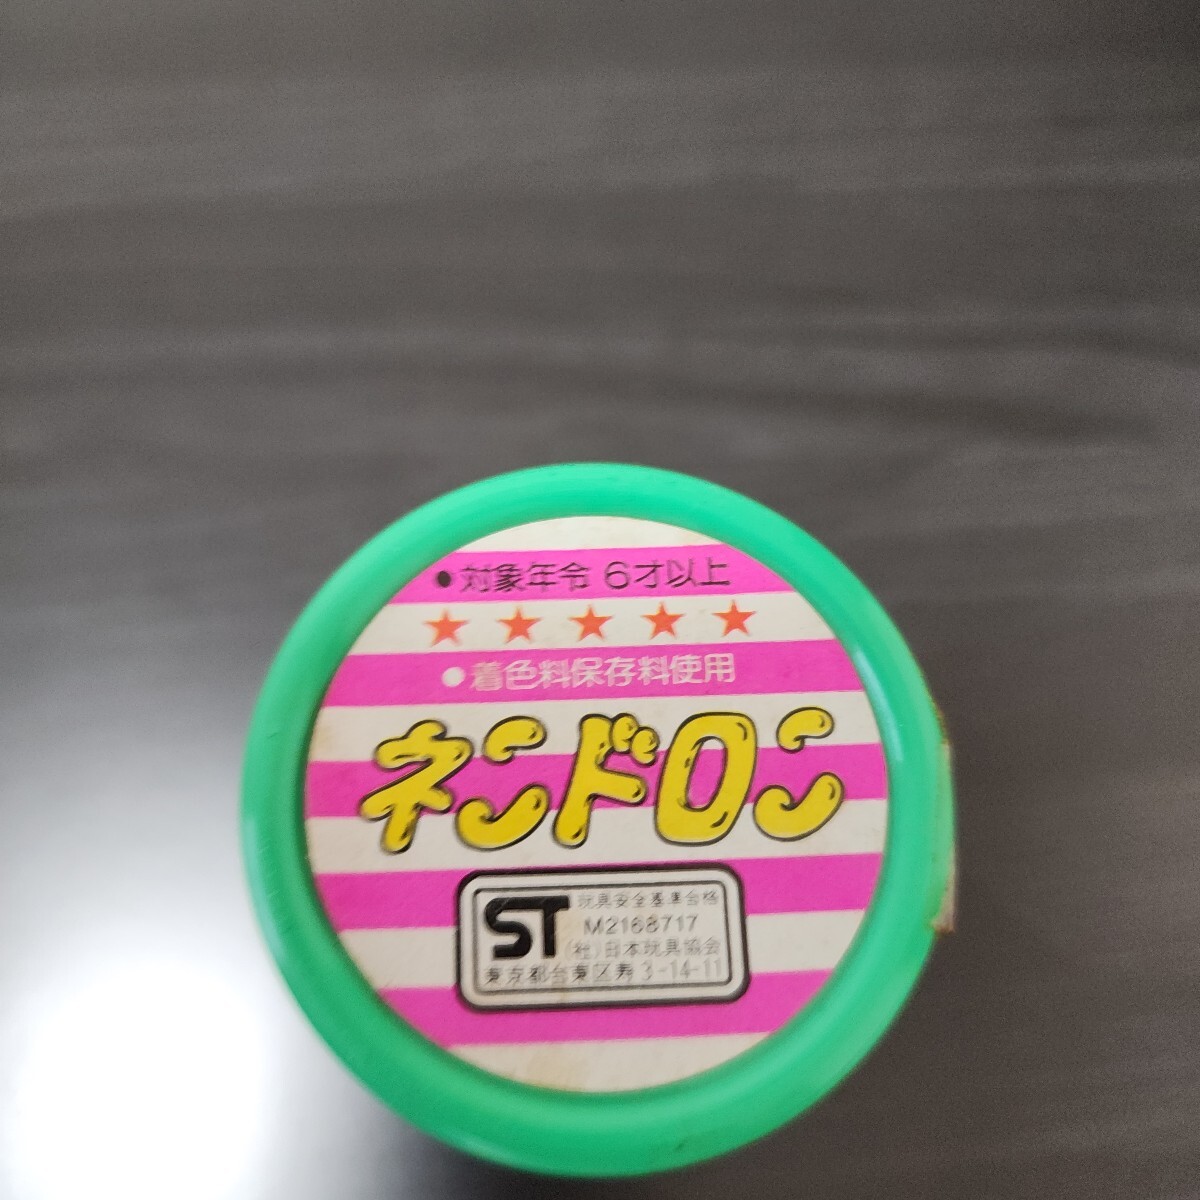 ●対象年令 6才以上
★★★★★
●着色料保存料使用
ネンドロン
ST 玩具安全基準合格
M2168717
(社)日本玩具協会
東京都台東区寿3-14-11